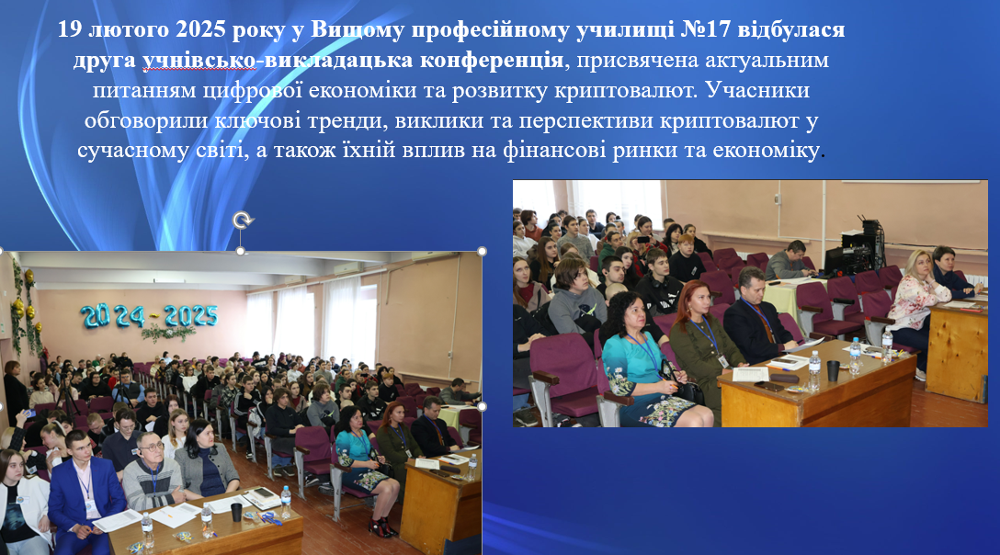 19 лютого 2025 року у Вищому професійному училищі №17 відбулася
друга учнівсько-викладацька конференція, присвячена актуальним
питанням цифрової економіки та розвитку криптовалют. Учасники
обговорили ключові тренди, виклики та перспективи криптовалют у
сучасному світі, а також їхній вплив на фінансові ринки та економіку.
2024-2025